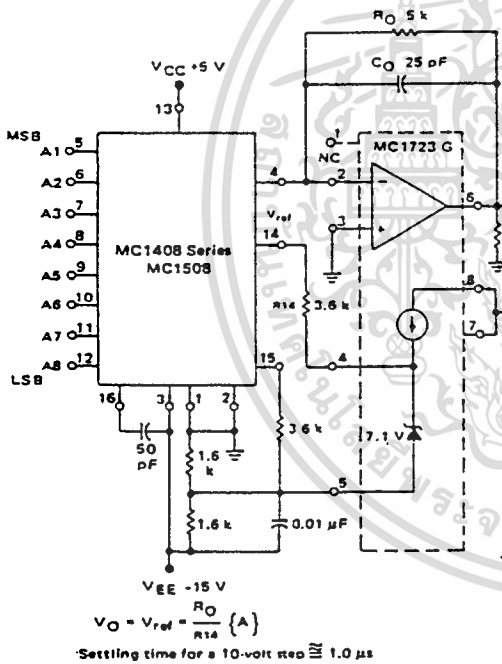 RO 5 k
CO 25 pF
VCC +5 V
13
MSB
A1 5
A2 6
A3 7
A4 8
A5 9
A6 10
A7 11
A8 12
LSB
MC1408 Series
MC1508
4
Vref
14
R14 3.6 k
15
3.6 k
16
3
1
2
50
pF
1.6
k
1.6 k
0.01 μF
VEE -15 V
1
NC
MC1723 G
2
-
3
+
6
8
7
4
7.1 V
5
VO = Vref = RO/R14 {A}
Settling time for a 10-volt step ≅ 1.0 μs